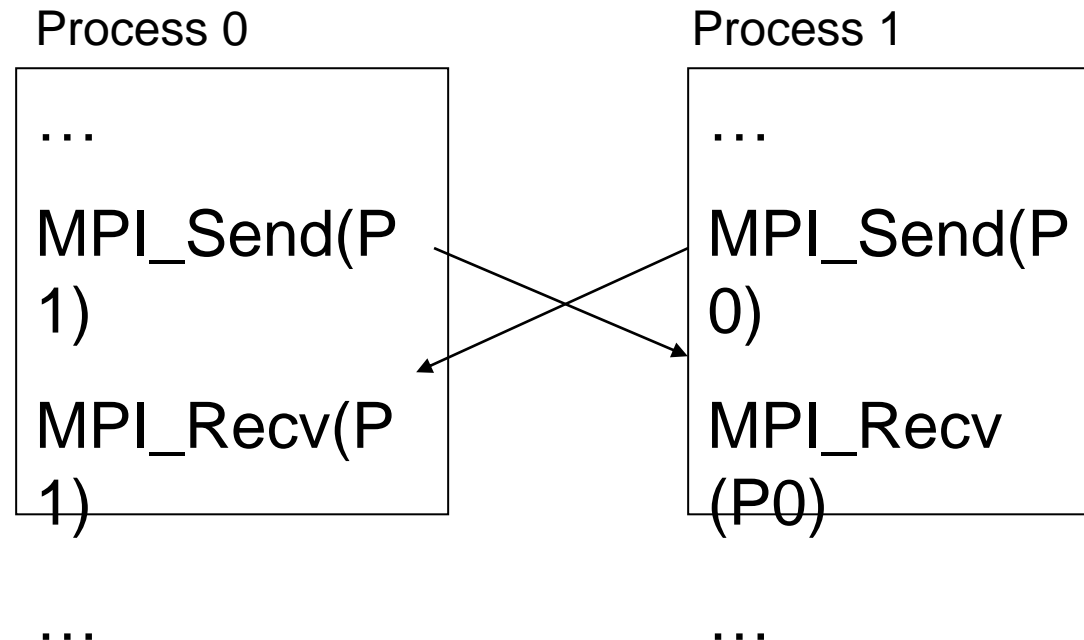 Process 0
…
MPI_Send(P
1)
MPI_Recv(P
1)
…
Process 1
…
MPI_Send(P
0)
MPI_Recv
(P0)
…